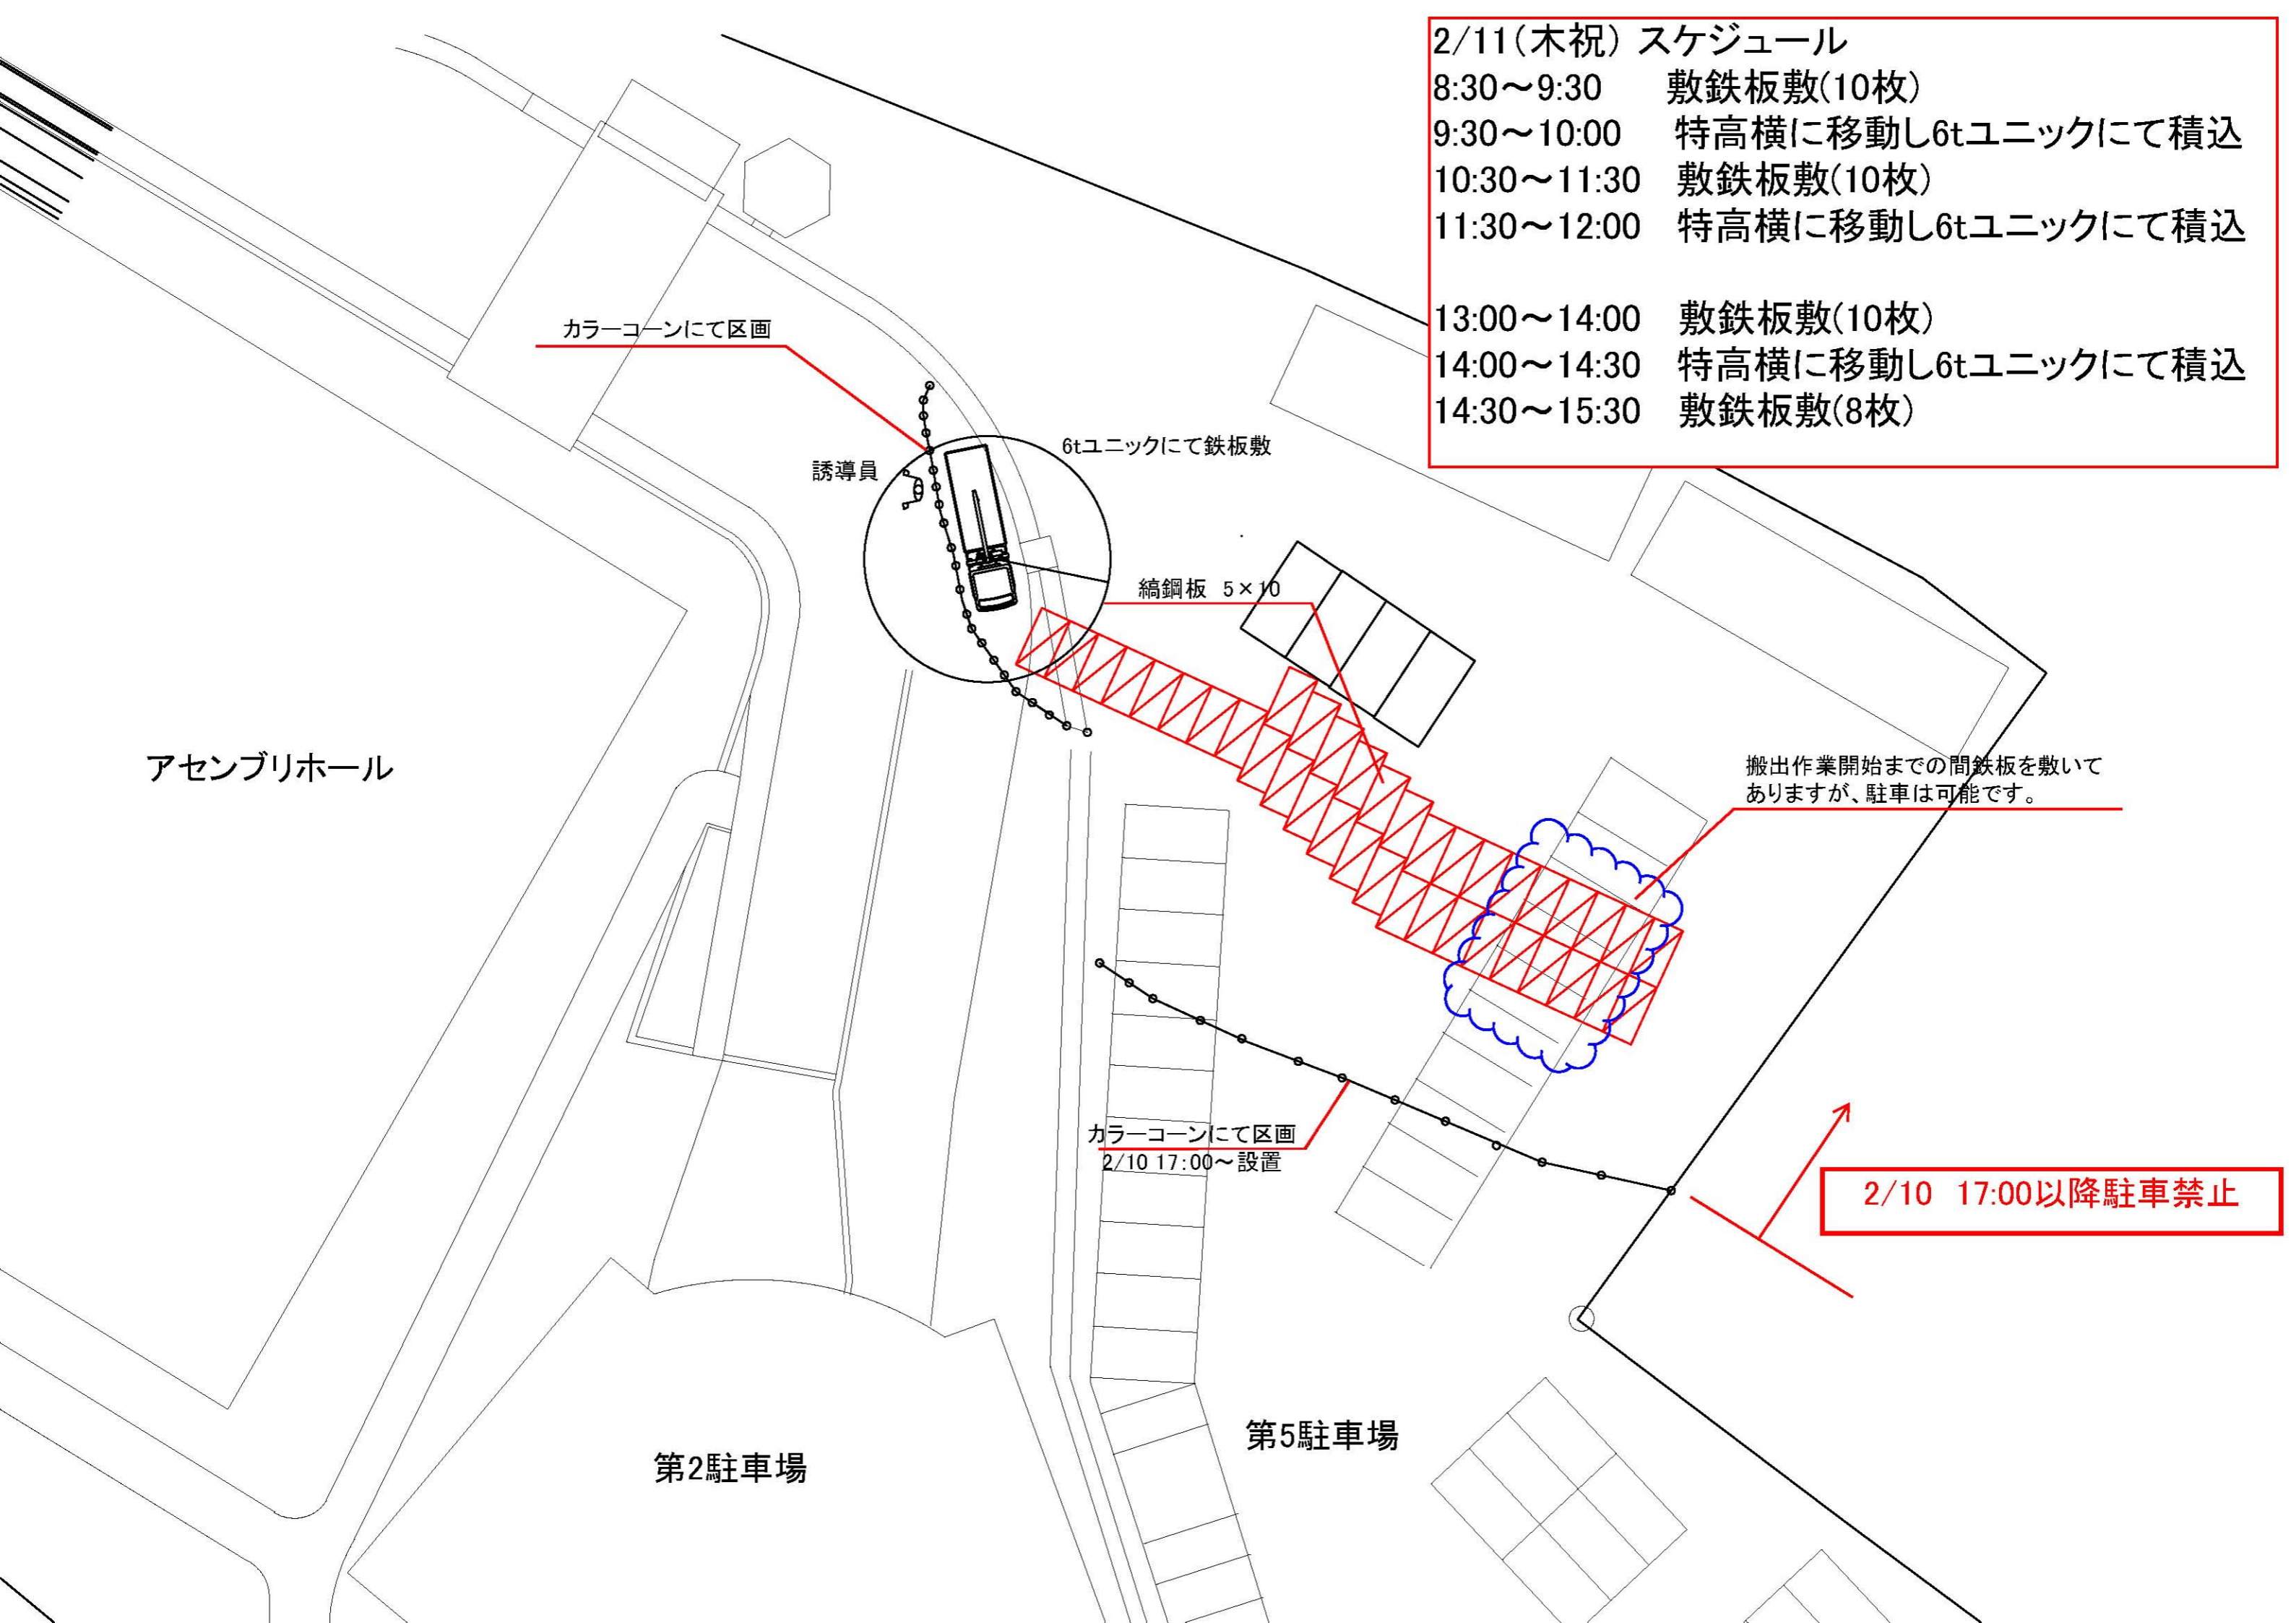 2/11(木祝) スケジュール
8:30～9:30 敷鉄板敷(10枚)
9:30～10:00 特高横に移動し6tユニックにて積込
10:30～11:30 敷鉄板敷(10枚)
11:30～12:00 特高横に移動し6tユニックにて積込
13:00～14:00 敷鉄板敷(10枚)
14:00～14:30 特高横に移動し6tユニックにて積込
14:30～15:30 敷鉄板敷(8枚)
カラーコーンにて区画
誘導員
6tユニックにて鉄板敷
縞鋼板 5×10
アセンブリホール
搬出作業開始までの間鉄板を敷いて
ありますが、駐車は可能です。
カラーコーンにて区画
2/10 17:00～設置
2/10 17:00以降駐車禁止
第5駐車場
第2駐車場